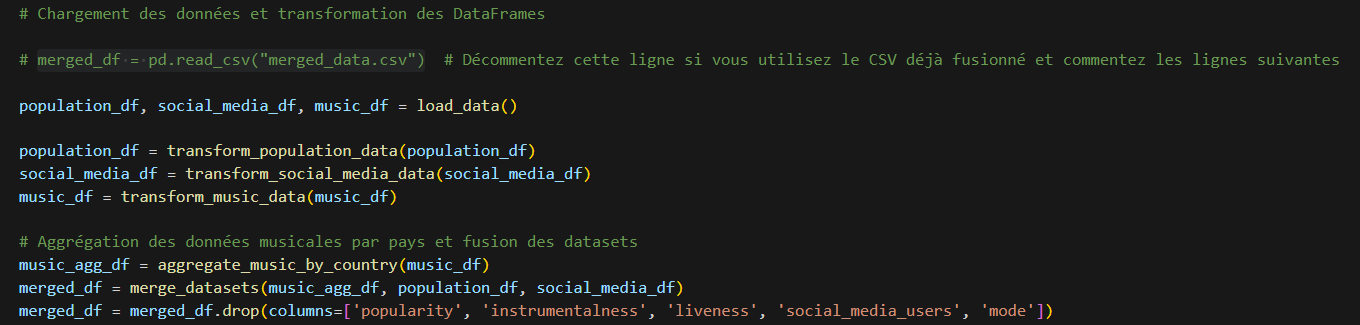 # Chargement des données et transformation des DataFrames
# merged_df = pd.read_csv("merged_data.csv")  # Décommentez cette ligne si vous utilisez le CSV déjà fusionné et commentez les lignes suivantes
population_df, social_media_df, music_df = load_data()
population_df = transform_population_data(population_df)
social_media_df = transform_social_media_data(social_media_df)
music_df = transform_music_data(music_df)
# Aggrégation des données musicales par pays et fusion des datasets
music_agg_df = aggregate_music_by_country(music_df)
merged_df = merge_datasets(music_agg_df, population_df, social_media_df)
merged_df = merged_df.drop(columns=['popularity', 'instrumentalness', 'liveness', 'social_media_users', 'mode'])